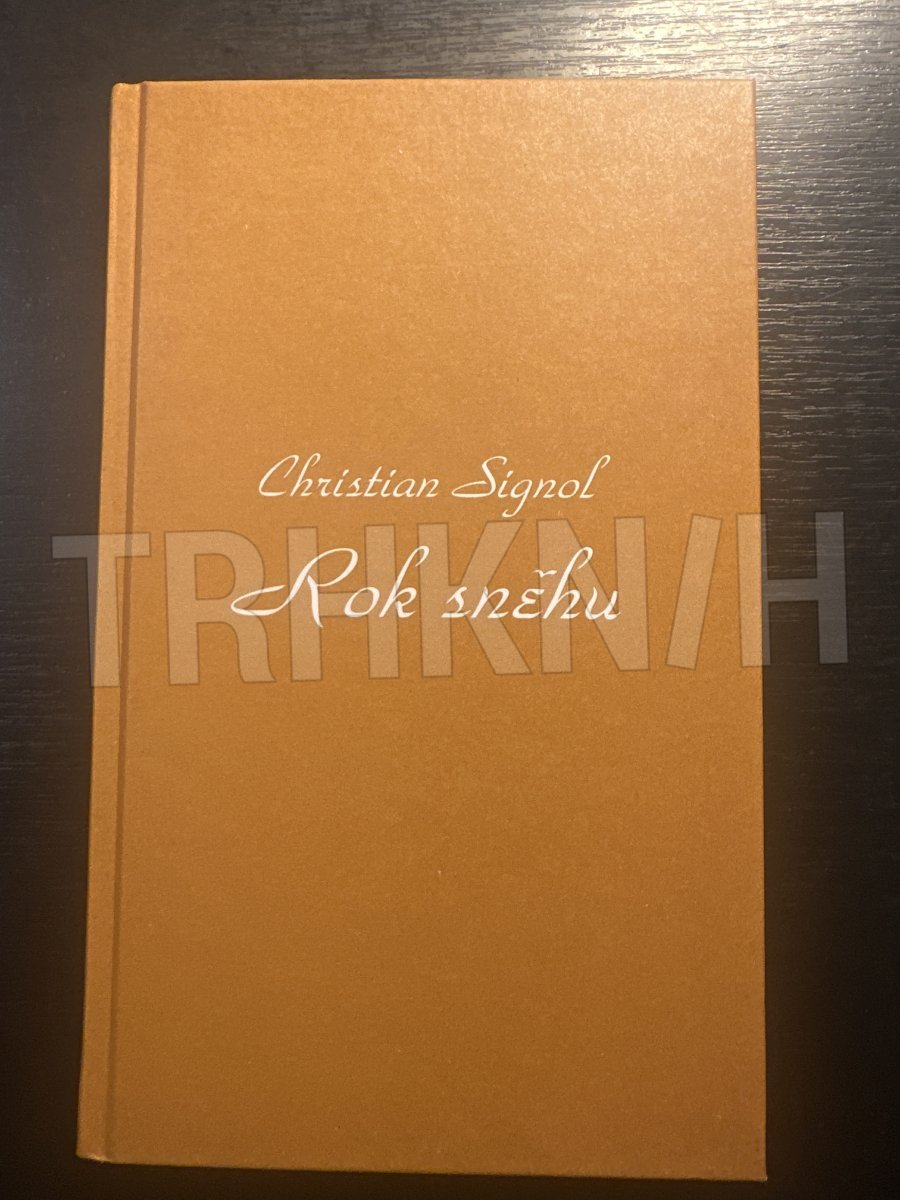 Christian Signol
Rok sněhu
TRHKNIH